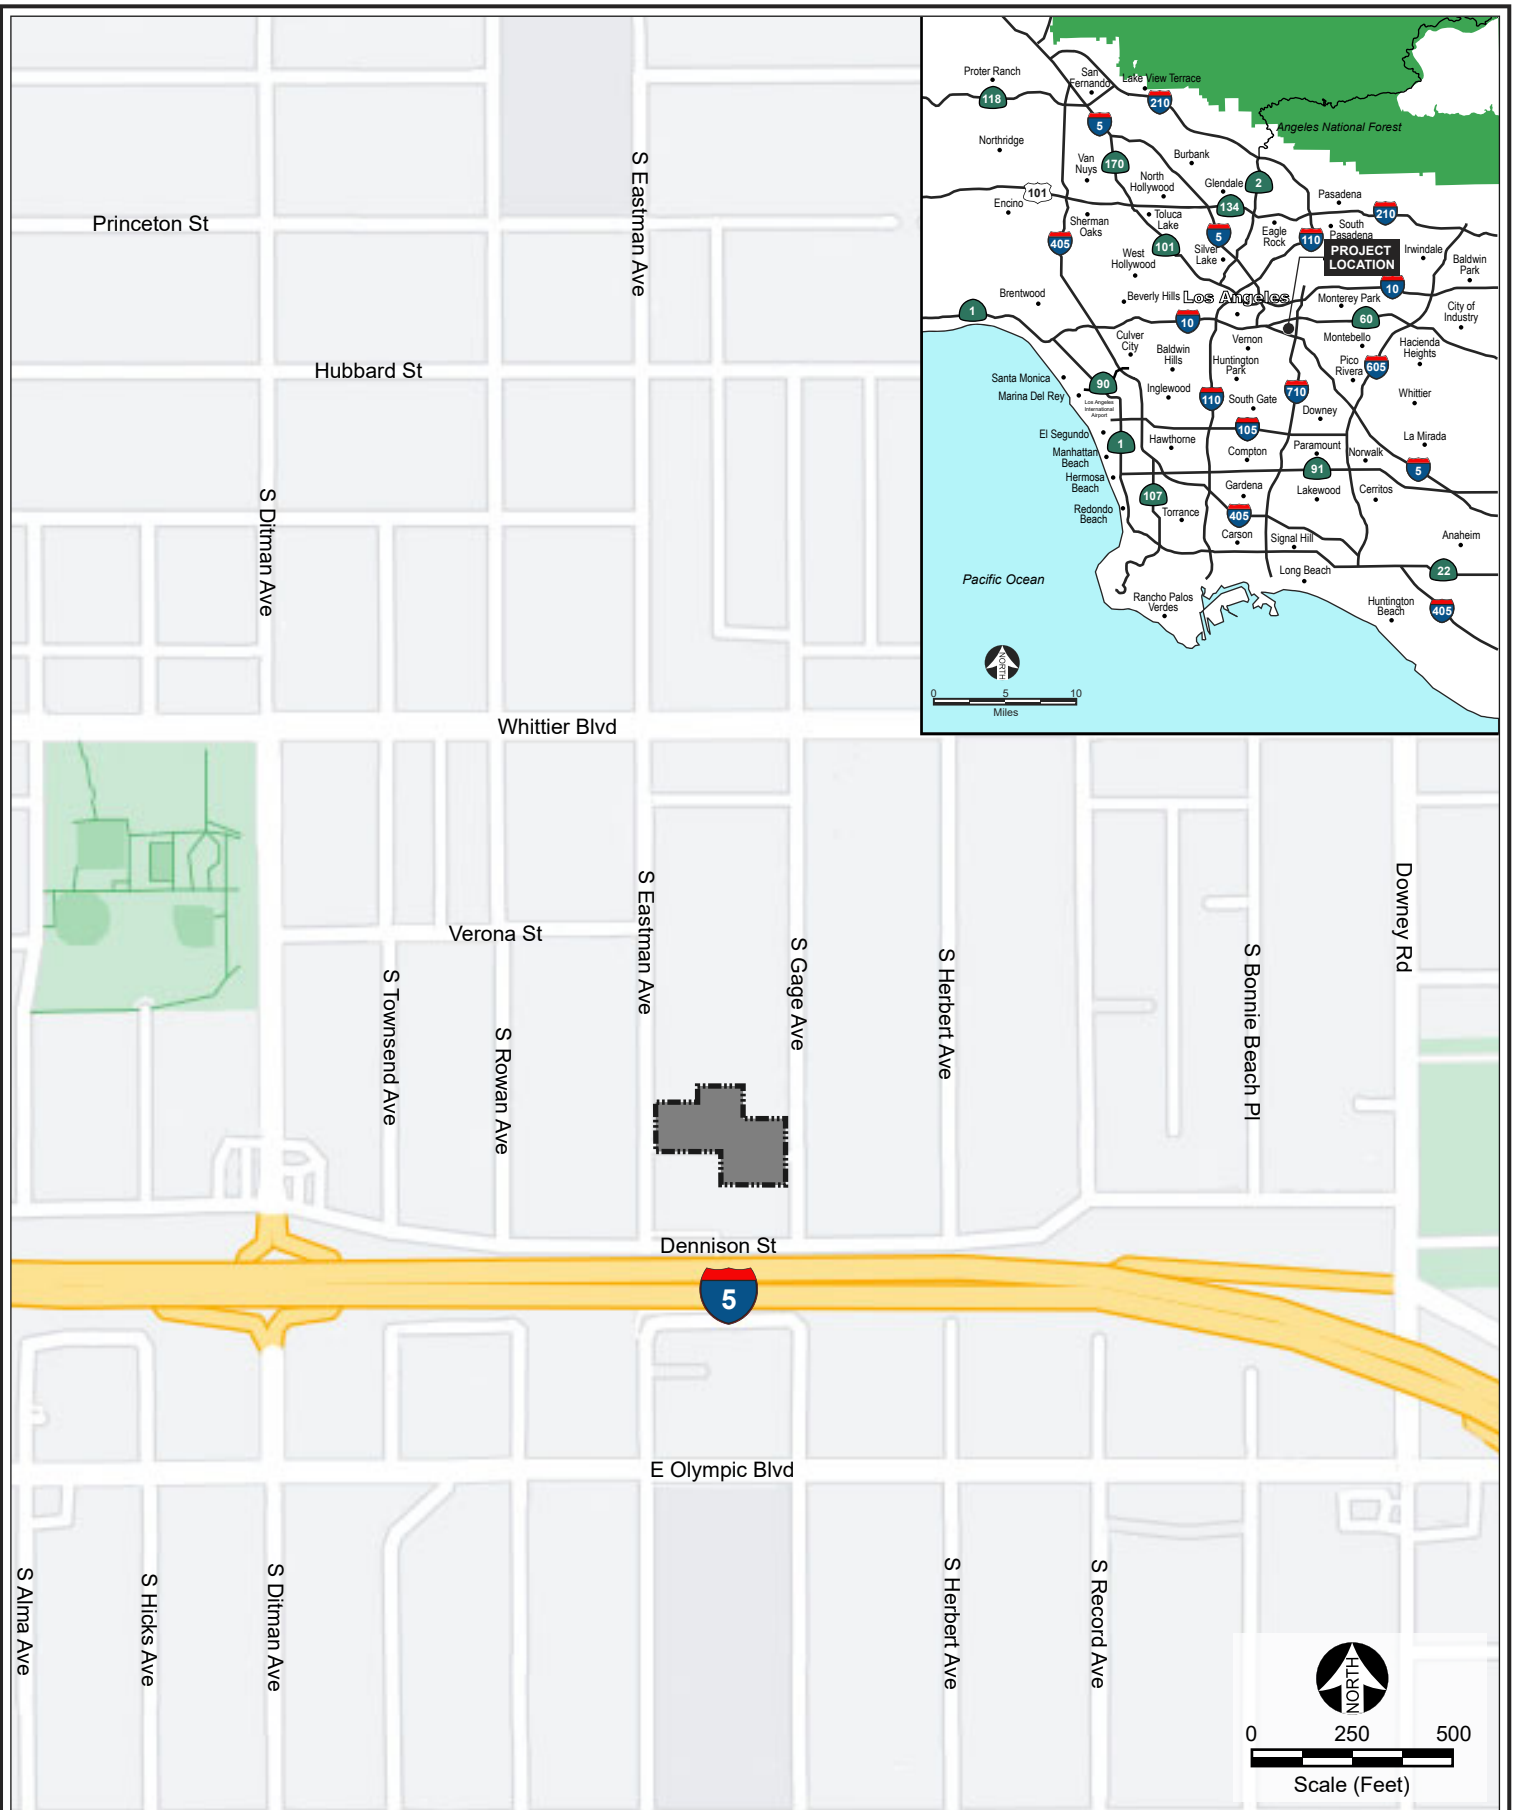 Princeton St
S Eastman Ave
Hubbard St
S Ditman Ave
Whittier Blvd
Verona St
S Eastman Ave
S Gage Ave
S Herbert Ave
S Bonnie Beach Pl
Downey Rd
S Townsend Ave
S Rowan Ave
Dennison St
5
E Olympic Blvd
S Alma Ave
S Hicks Ave
S Ditman Ave
S Herbert Ave
S Record Ave
NORTH
0 250 500
Scale (Feet)
Proter Ranch
118
San
Fernando
Lake View Terrace
210
5
Angeles National Forest
Northridge
Van
Nuys
170
Burbank
North
Hollywood
Glendale
2
134
Pasadena
210
101
Encino
Sherman
Oaks
Toluca
Lake
405
101
5
Silver
Lake
Eagle
Rock
110
South
Pasadena
PROJECT
LOCATION
Irwindale
Baldwin
Park
West
Hollywood
Brentwood
Beverly Hills
Los Angeles
10
Monterey Park
City of
Industry
1
10
60
Culver
City
Baldwin
Hills
Vernon
Montebello
Hacienda
Heights
Huntington
Park
Pico
Rivera
605
Santa Monica
90
Marina Del Rey
Los Angeles
International
Airport
Inglewood
110
South Gate
710
Downey
Whittier
El Segundo
1
Hawthorne
105
Compton
Paramount
Norwalk
La Mirada
Manhattan
Beach
Hermosa
Beach
91
5
Redondo
Beach
107
Torrance
Gardena
Lakewood
Cerritos
405
Carson
Signal Hill
Anaheim
Pacific Ocean
Long Beach
22
Rancho Palos
Verdes
Huntington
Beach
405
NORTH
0 5 10
Miles